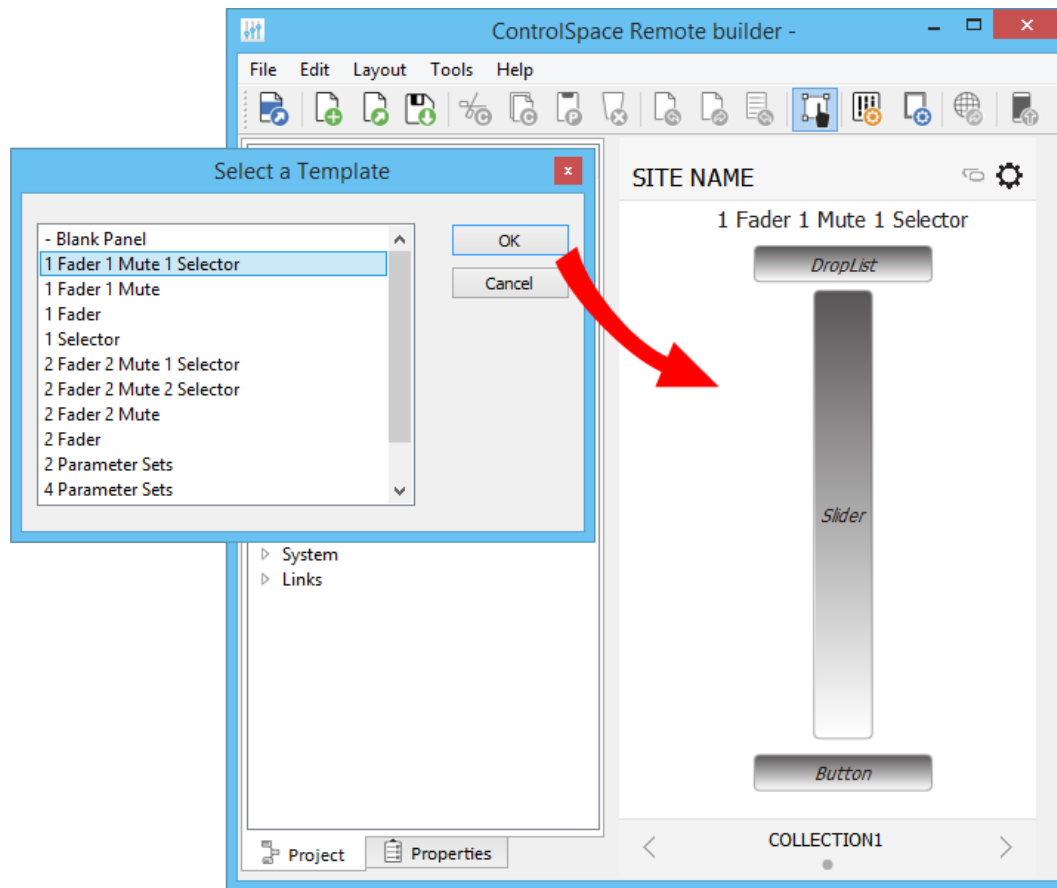 ControlSpace Remote builder -
File Edit Layout Tools Help
Select a Template
- Blank Panel
1 Fader 1 Mute 1 Selector
1 Fader 1 Mute
1 Fader
1 Selector
2 Fader 2 Mute 1 Selector
2 Fader 2 Mute 2 Selector
2 Fader 2 Mute
2 Fader
2 Parameter Sets
4 Parameter Sets
OK
Cancel
System
Links
Project Properties
SITE NAME
1 Fader 1 Mute 1 Selector
DropList
Slider
Button
COLLECTION1